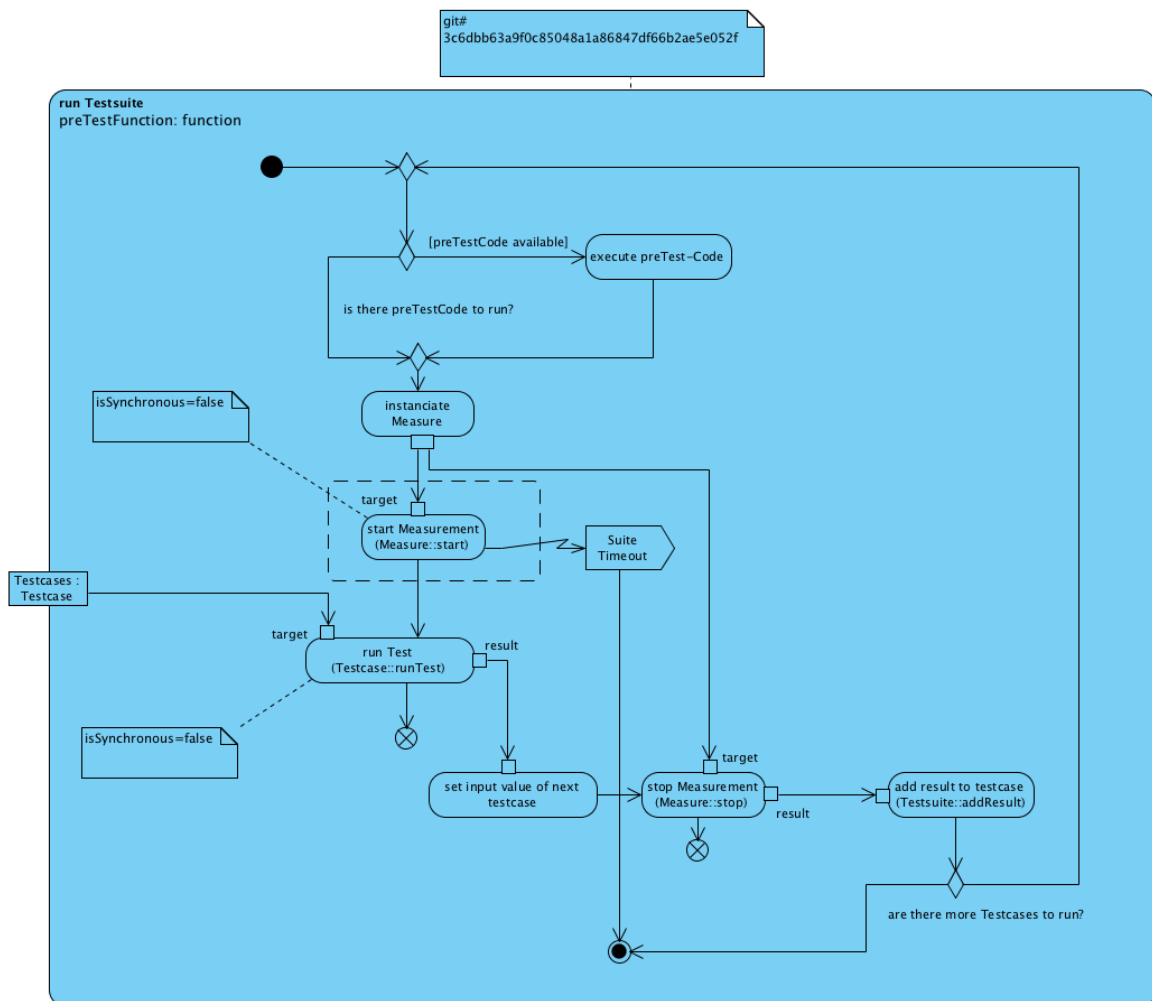 git#
3c6dbb63a9f0c85048a1a86847df66b2ae5e052f
run Testsuite
preTestFunction: function
[preTestCode available]
execute preTest-Code
is there preTestCode to run?
isSynchronous=false
instanciate
Measure
target
start Measurement
(Measure::start)
Suite
Timeout
Testcases :
Testcase
target
run Test
(Testcase::runTest)
result
isSynchronous=false
target
set input value of next
testcase
stop Measurement
(Measure::stop)
result
add result to testcase
(Testsuite::addResult)
are there more Testcases to run?